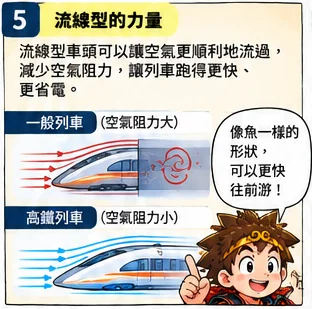 5 流線型的力量
流線型車頭可以讓空氣更順利地流過，
減少空氣阻力，讓列車跑得更快、
更省電。
一般列車 (空氣阻力大)
像魚一樣的
形狀，
可以更快
往前游！
高鐵列車 (空氣阻力小)